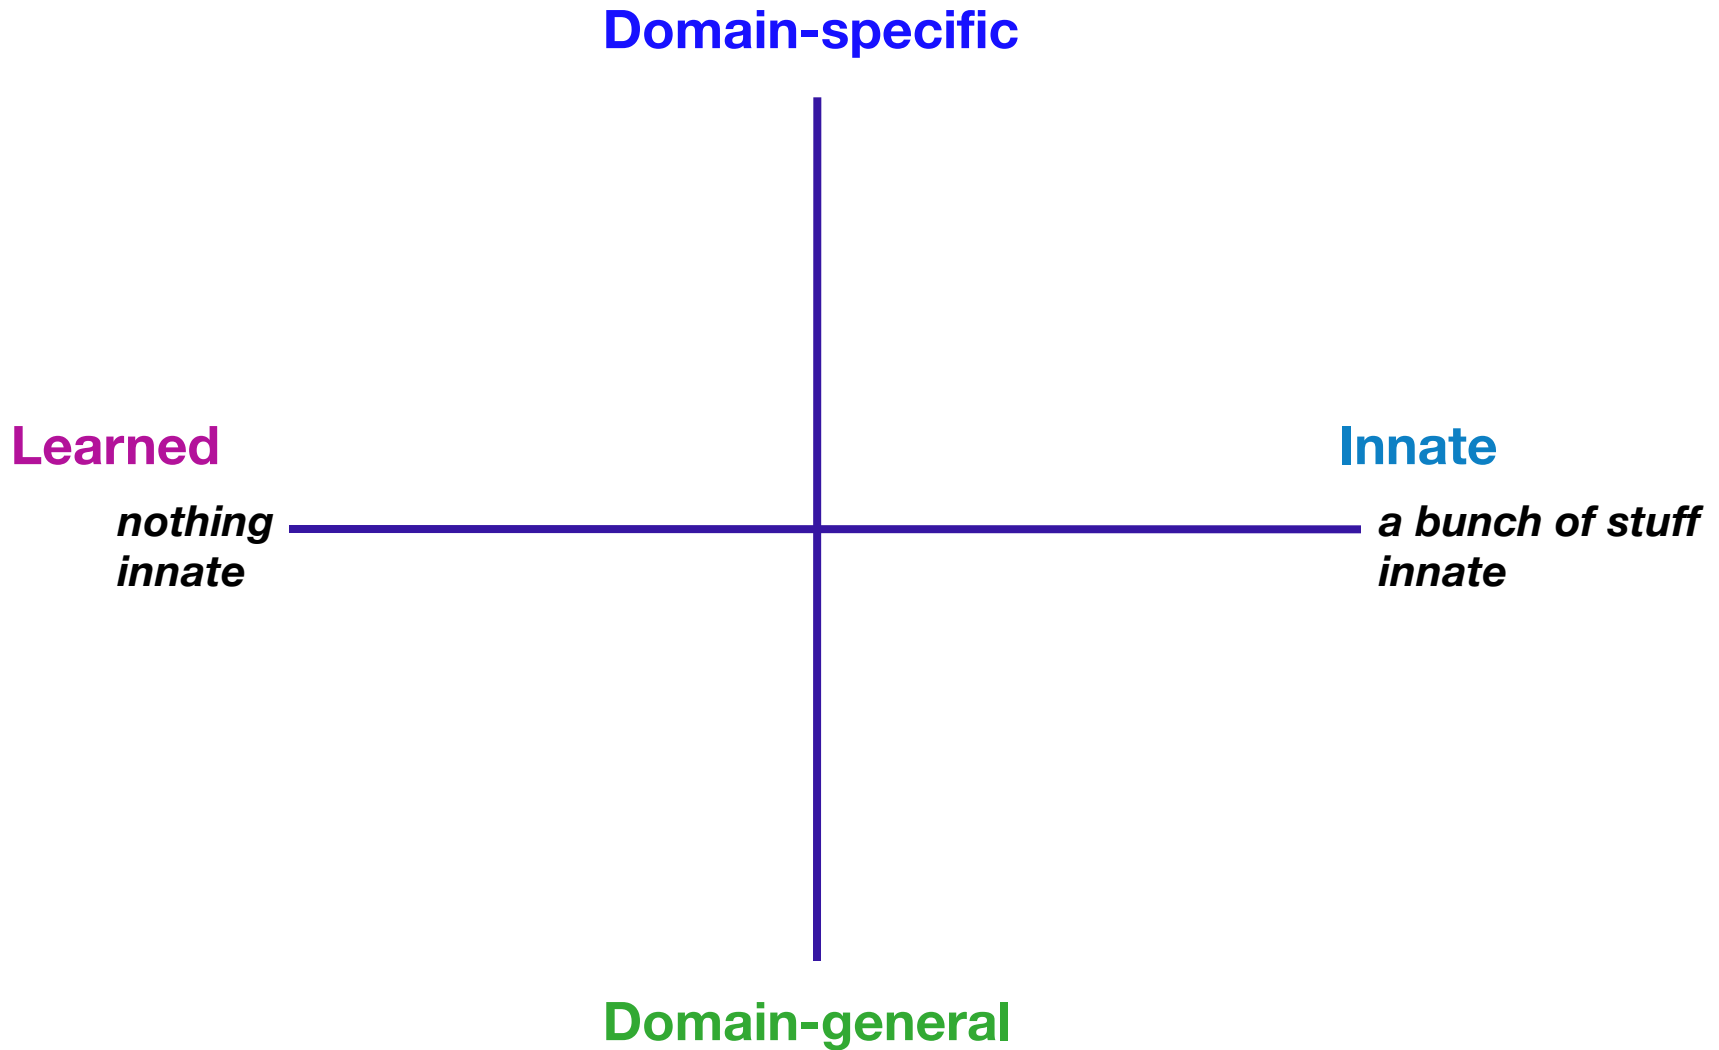 Domain-specific
Learned
Innate
nothing
innate
a bunch of stuff
innate
Domain-general